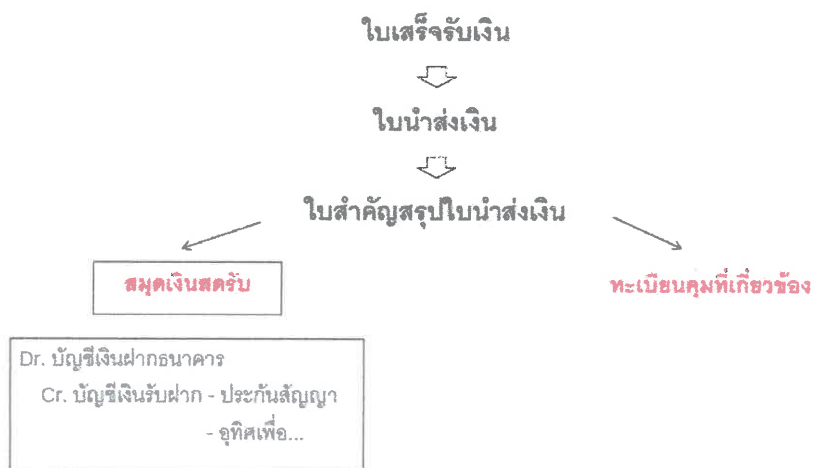 ใบเสร็จรับเงิน
ใบนำส่งเงิน
ใบสำคัญสรุปใบนำส่งเงิน
สมุดเงินสดรับ
ทะเบียนคุมที่เกี่ยวข้อง
Dr. บัญชีเงินฝากธนาคาร
Cr. บัญชีเงินรับฝาก - ประกันสัญญา
- อุทิศเพื่อ...